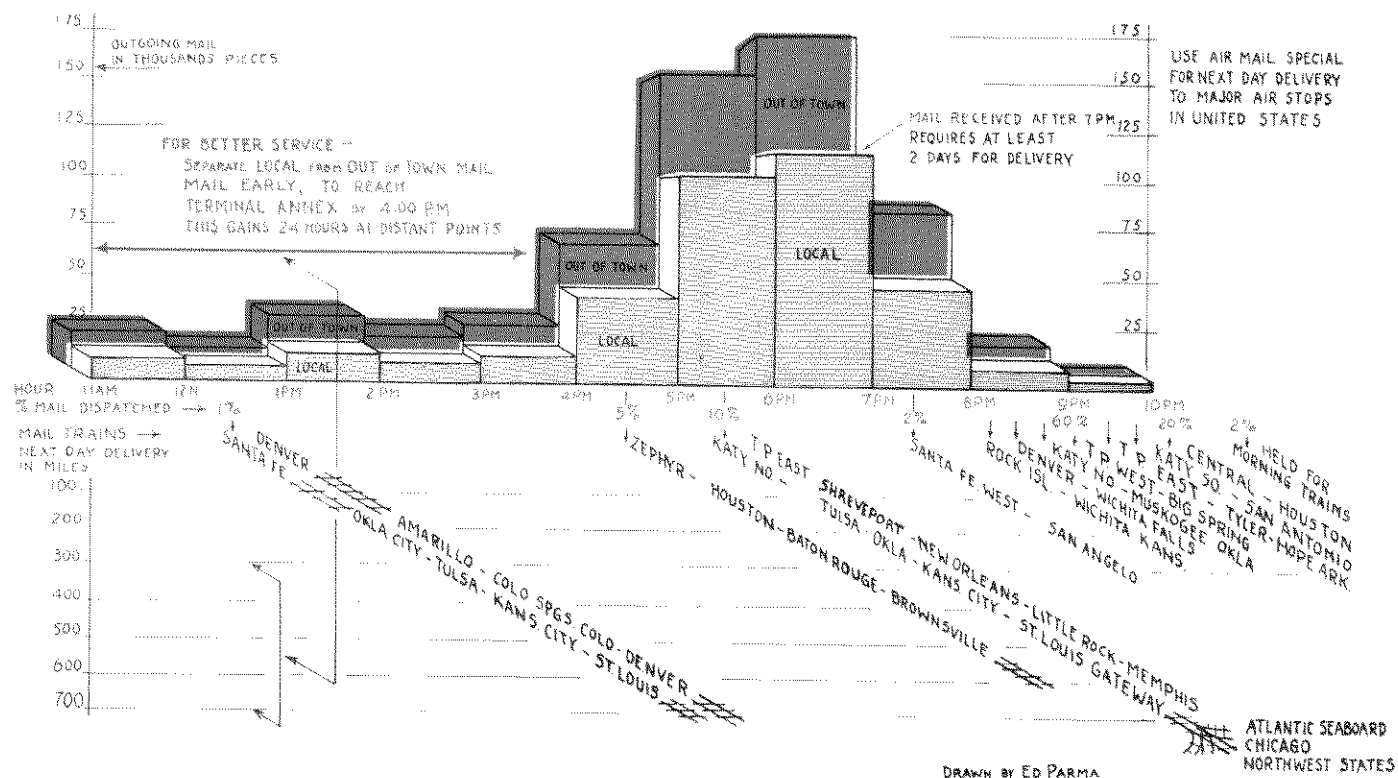 175
OUTGOING MAIL
IN THOUSANDS PIECES
150
125
100
75
50
25
FOR BETTER SERVICE —
SEPARATE LOCAL FROM OUT OF TOWN MAIL
MAIL EARLY, TO REACH
TERMINAL ANNEX BY 4.00 PM
THIS GAINS 24 HOURS AT DISTANT POINTS
OUT OF TOWN
LOCAL
OUT OF TOWN
LOCAL
OUT OF TOWN
LOCAL
MAIL RECEIVED AFTER 7 PM
REQUIRES AT LEAST
2 DAYS FOR DELIVERY
175
150
125
100
75
50
25
USE AIR MAIL SPECIAL
FOR NEXT DAY DELIVERY
TO MAJOR AIR STOPS
IN UNITED STATES
HOUR 11AM 12N 1PM 2PM 3PM 4PM 5PM 6PM 7PM 8PM 9PM 10PM
% MAIL DISPATCHED → 1% 5% 10% 2% 60% 20% 2%
MAIL TRAINS →
NEXT DAY DELIVERY
IN MILES
100
200
300
400
500
600
700
DENVER AMARILLO - COLO SPGS. COLO - DENVER
SANTA FE - OKLA CITY - TULSA - KANS. CITY - ST. LOUIS
ZEPHYR - HOUSTON - BATON ROUGE - BROWNSVILLE
T P EAST SHREVEPORT - NEW ORLEANS - LITTLE ROCK - MEMPHIS
KATY NO. - TULSA. OKLA - KANS. CITY - ST. LOUIS GATEWAY
ATLANTIC SEABOARD
CHICAGO
NORTHWEST STATES
SANTA FE. WEST - SAN ANGELO
ROCK ISL - WICHITA KANS.
DENVER - WICHITA FALLS
KATY NO - MUSKOGEE OKLA
T P. WEST - BIG SPRING
T P. EAST - TYLER - HOPE ARK.
KATY SO. - SAN ANTONIO
CENTRAL - HOUSTON
HELD FOR
MORNING TRAINS
DRAWN BY ED PARMA